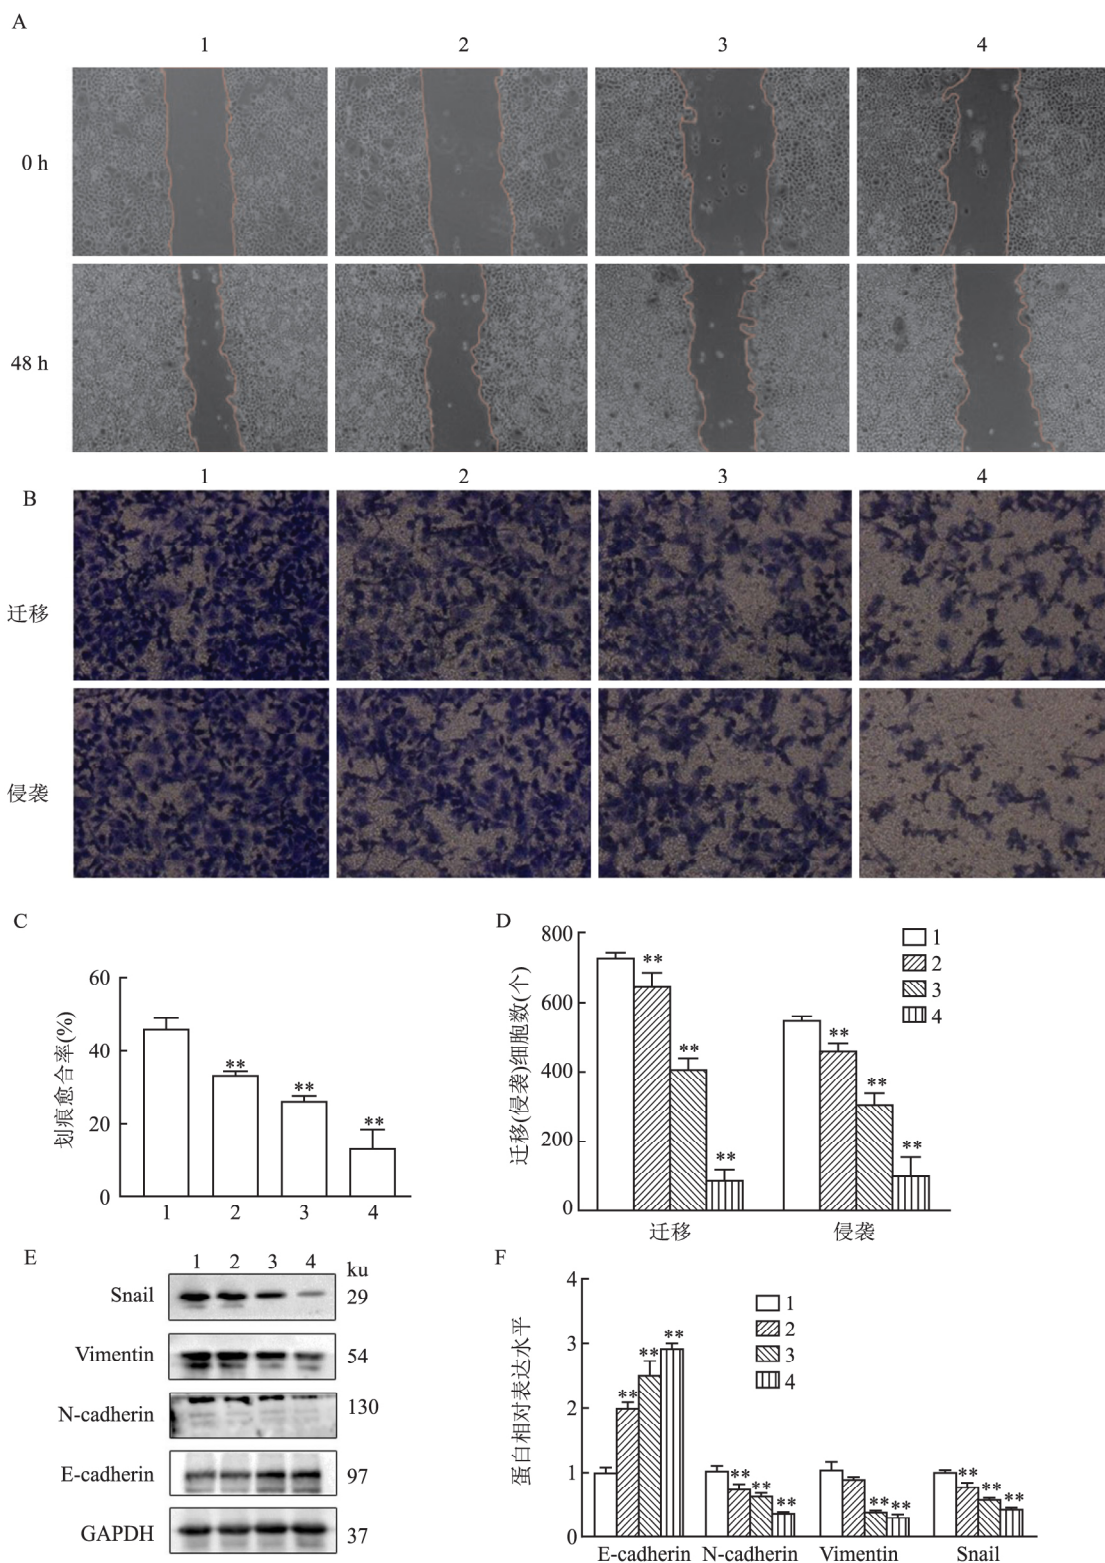 A
1 2 3 4
0 h
48 h
B
1 2 3 4
迁移
侵袭
C
划痕愈合率(%)
60
40
20
0
**
**
**
1 2 3 4
D
迁移(侵袭)细胞数(个)
800
600
400
200
0
1
2
3
4
**
**
**
**
**
**
迁移 侵袭
E
1 2 3 4
ku
Snail 29
Vimentin 54
N-cadherin 130
E-cadherin 97
GAPDH 37
F
蛋白相对表达水平
4
3
2
1
0
1
2
3
4
**
**
**
**
**
**
**
**
**
**
**
E-cadherin N-cadherin Vimentin Snail